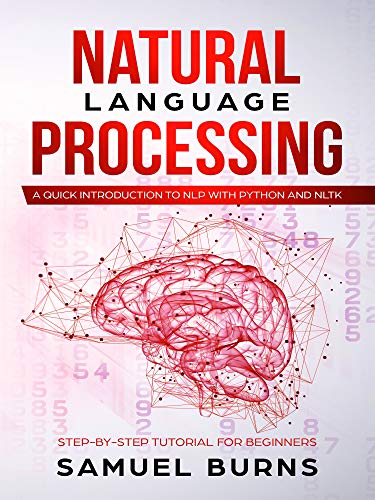 NATURAL
LANGUAGE
PROCESSING
A QUICK INTRODUCTION TO NLP WITH PYTHON AND NLTK
STEP-BY-STEP TUTORIAL FOR BEGINNERS
SAMUEL BURNS